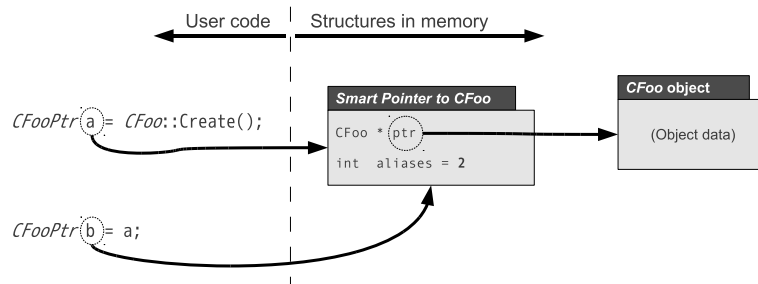 User code
Structures in memory
CFooPtr a = CFoo::Create();
Smart Pointer to CFoo
CFoo * ptr
int aliases = 2
CFoo object
(Object data)
CFooPtr b = a;